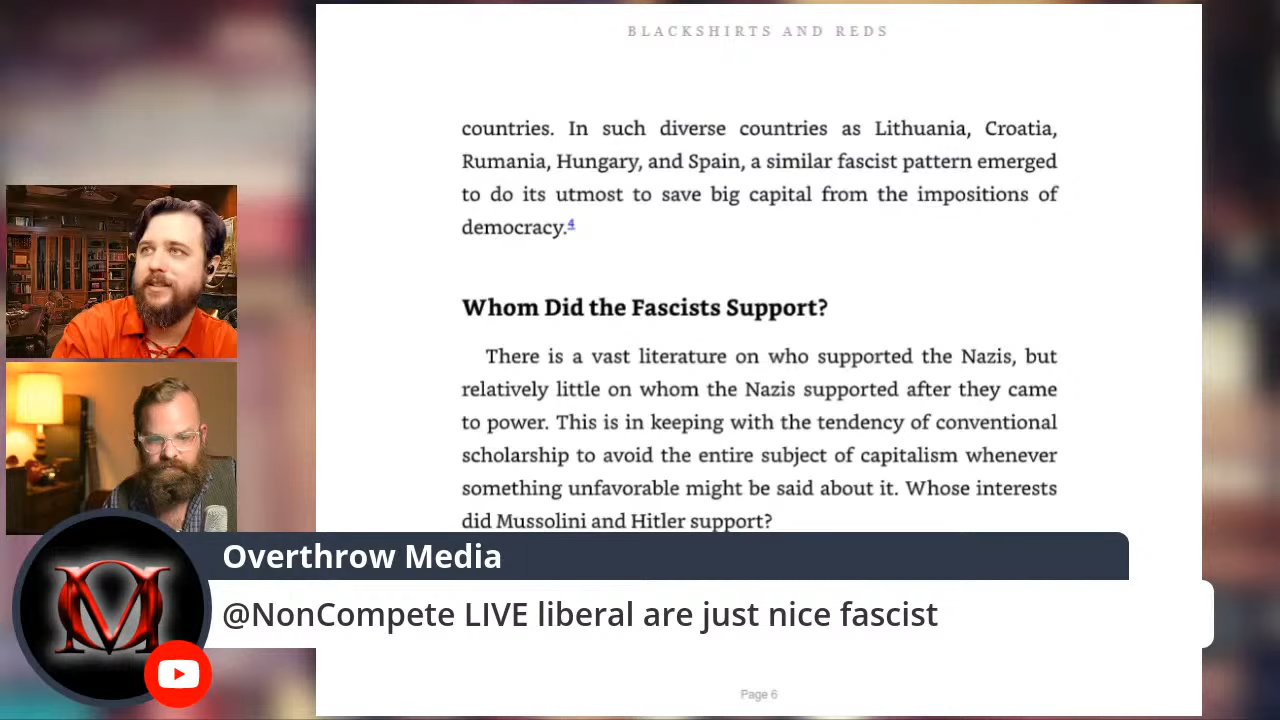 BLACKSHIRTS AND REDS
countries. In such diverse countries as Lithuania, Croatia,
Rumania, Hungary, and Spain, a similar fascist pattern emerged
to do its utmost to save big capital from the impositions of
democracy.4
Whom Did the Fascists Support?
There is a vast literature on who supported the Nazis, but
relatively little on whom the Nazis supported after they came
to power. This is in keeping with the tendency of conventional
scholarship to avoid the entire subject of capitalism whenever
something unfavorable might be said about it. Whose interests
did Mussolini and Hitler support?
Overthrow Media
@NonCompete LIVE liberal are just nice fascist
OM
Page 6